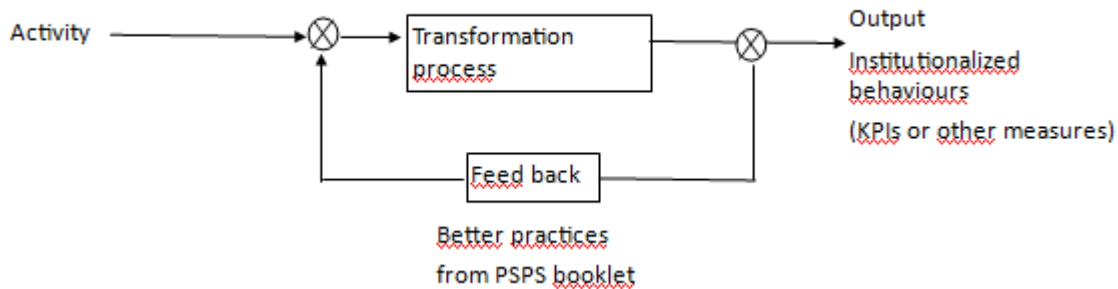 Activity
Transformation
process
Output
Institutionalized
behaviours
(KPIs or other measures)
Feed back
Better practices
from PSPS booklet